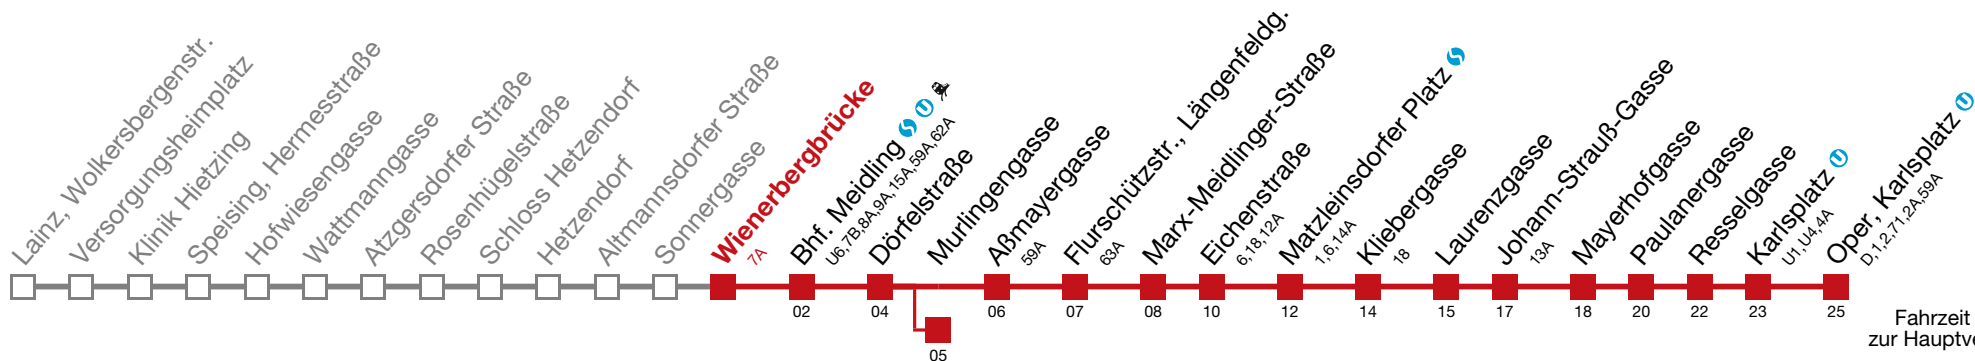 Lainz, Wolkersbergenstr.
Versorgungsheimplatz
Klinik Hietzing
Speising, Hermesstraße
Hofwiesengasse
Wattmanngasse
Atzgersdorfer Straße
Rosenhügelstraße
Schloss Hetzendorf
Hetzendorf
Altmannsdorfer Straße
Sonnergasse
Wienerbergbrücke
7A
Bhf. Meidling
U6,7B,8A,9A,15A,59A,62A
02
Dörfelstraße
04
Murlingengasse
05
Aßmayergasse
59A
06
Flurschützstr., Längenfeldg.
63A
07
Marx-Meidlinger-Straße
08
Eichenstraße
6,18,12A
10
Matzleinsdorfer Platz
1,6,14A
12
Kliebergasse
18
14
Laurenzgasse
15
Johann-Strauß-Gasse
13A
17
Mayerhofgasse
18
Paulanergasse
20
Resselgasse
22
Karlsplatz U
U1,U4,4A
23
Oper, Karlsplatz U
D,1,2,71,2A,59A
25
Fahrzeit
zur Hauptve